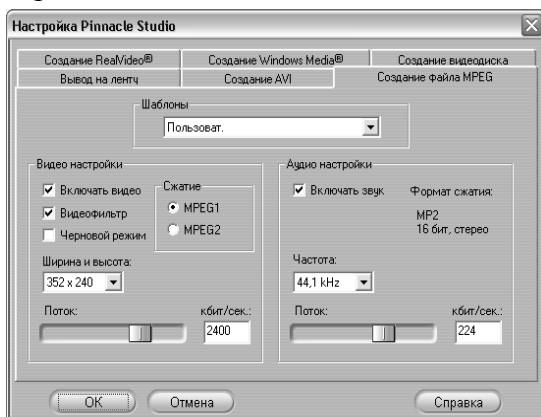 Настройка Pinnacle Studio
Создание RealVideo® Создание Windows Media® Создание видеодиска
Вывод на ленту Создание AVI Создание файла MPEG
Шаблоны
Пользоват.
Видео настройки
Включать видео
Видеофильтр
Черновой режим
Сжатие
MPEG1
MPEG2
Ширина и высота:
352 x 240
Поток: кбит/сек.:
2400
Аудио настройки
Включать звук
Формат сжатия:
MP2
16 бит, стерео
Частота:
44,1 kHz
Поток: кбит/сек.:
224
OK Отмена Справка